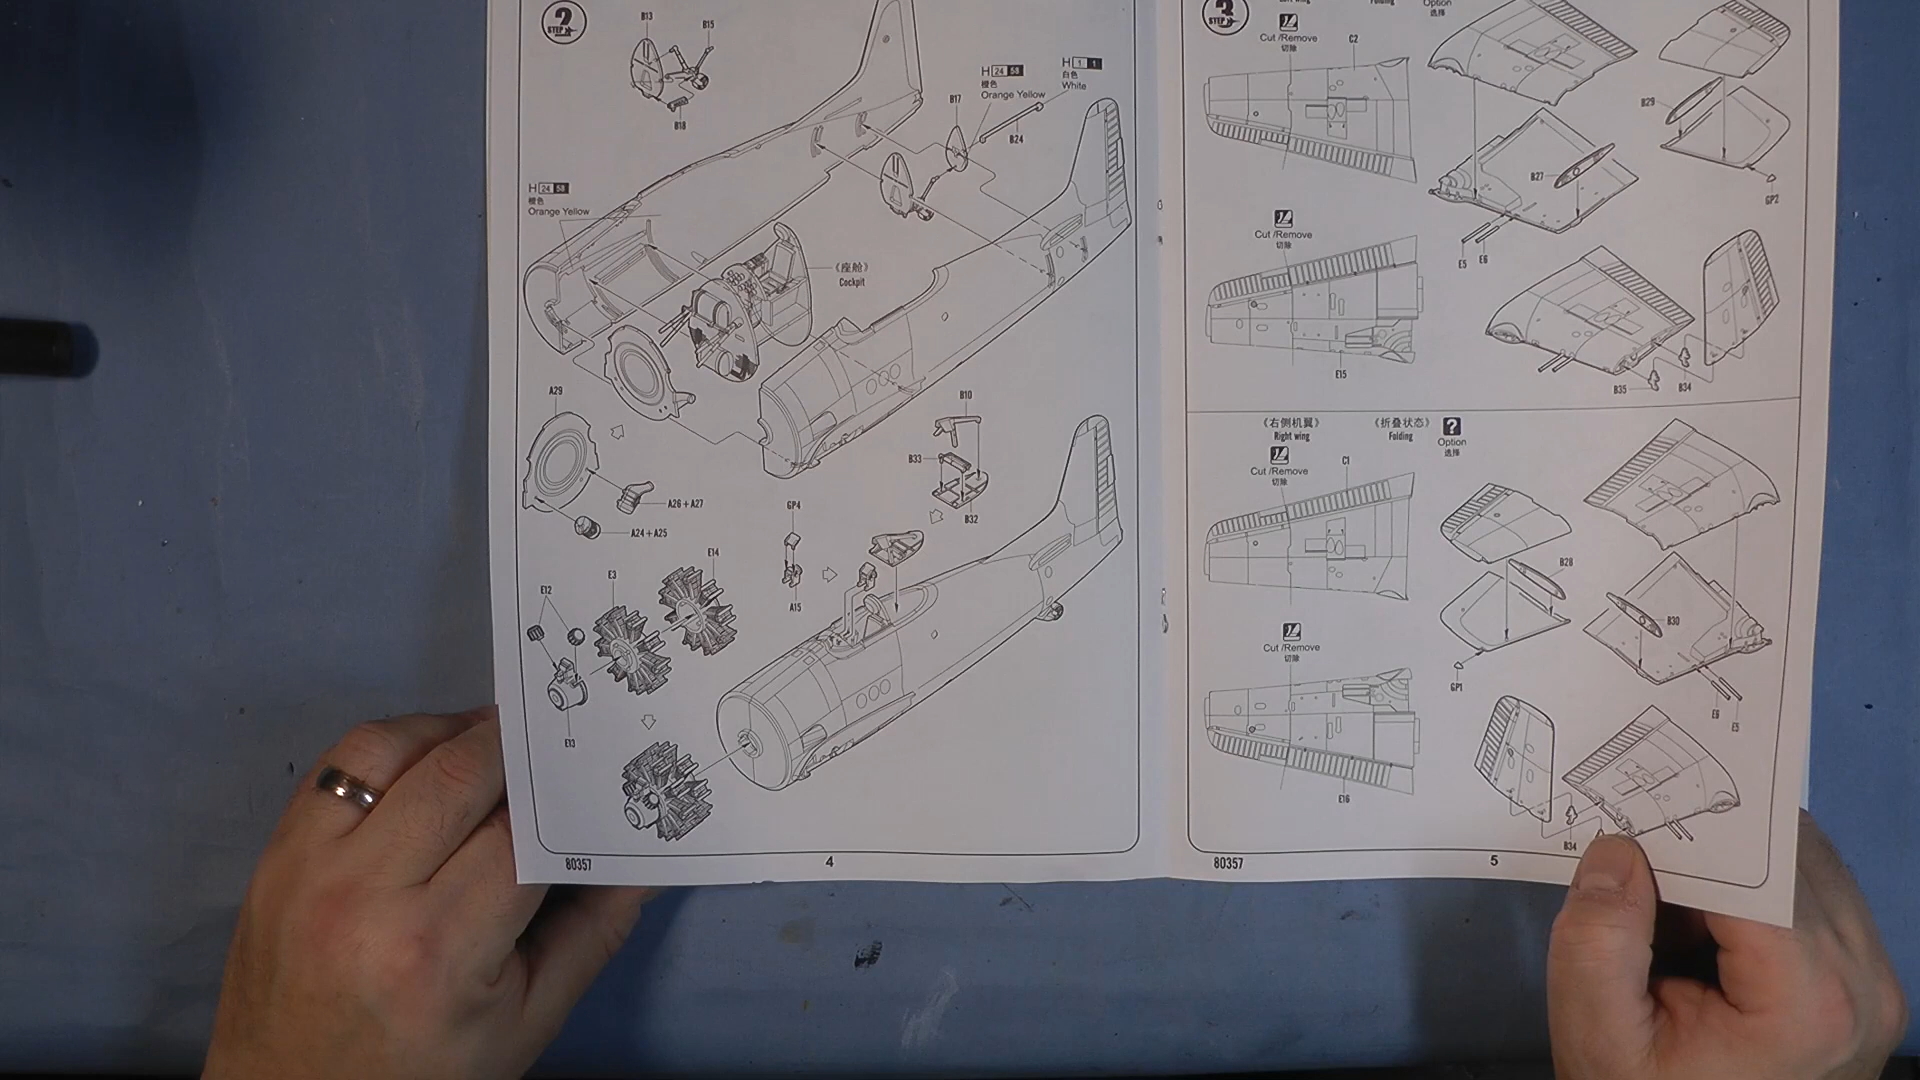 2
STEP
B13
B15
B18
H 24 58
橙色
Orange Yellow
H 1 1
白色
White
B17
B24
H 24 58
橙色
Orange Yellow
《座舱》
Cockpit
A29
A26+A27
A24+A25
B10
B33
B32
GP4
A15
E14
E3
E12
E13
80357
4
3
STEP
Folding
Option
选择
Cut /Remove
切除
C2
B29
B27
GP2
E5
E6
Cut /Remove
切除
E15
B35
B34
《右侧机翼》
Right wing
《折叠状态》
Folding
?
Option
选择
Cut /Remove
切除
C1
B28
B30
GP1
E6
E5
Cut /Remove
切除
E16
B34
80357
5